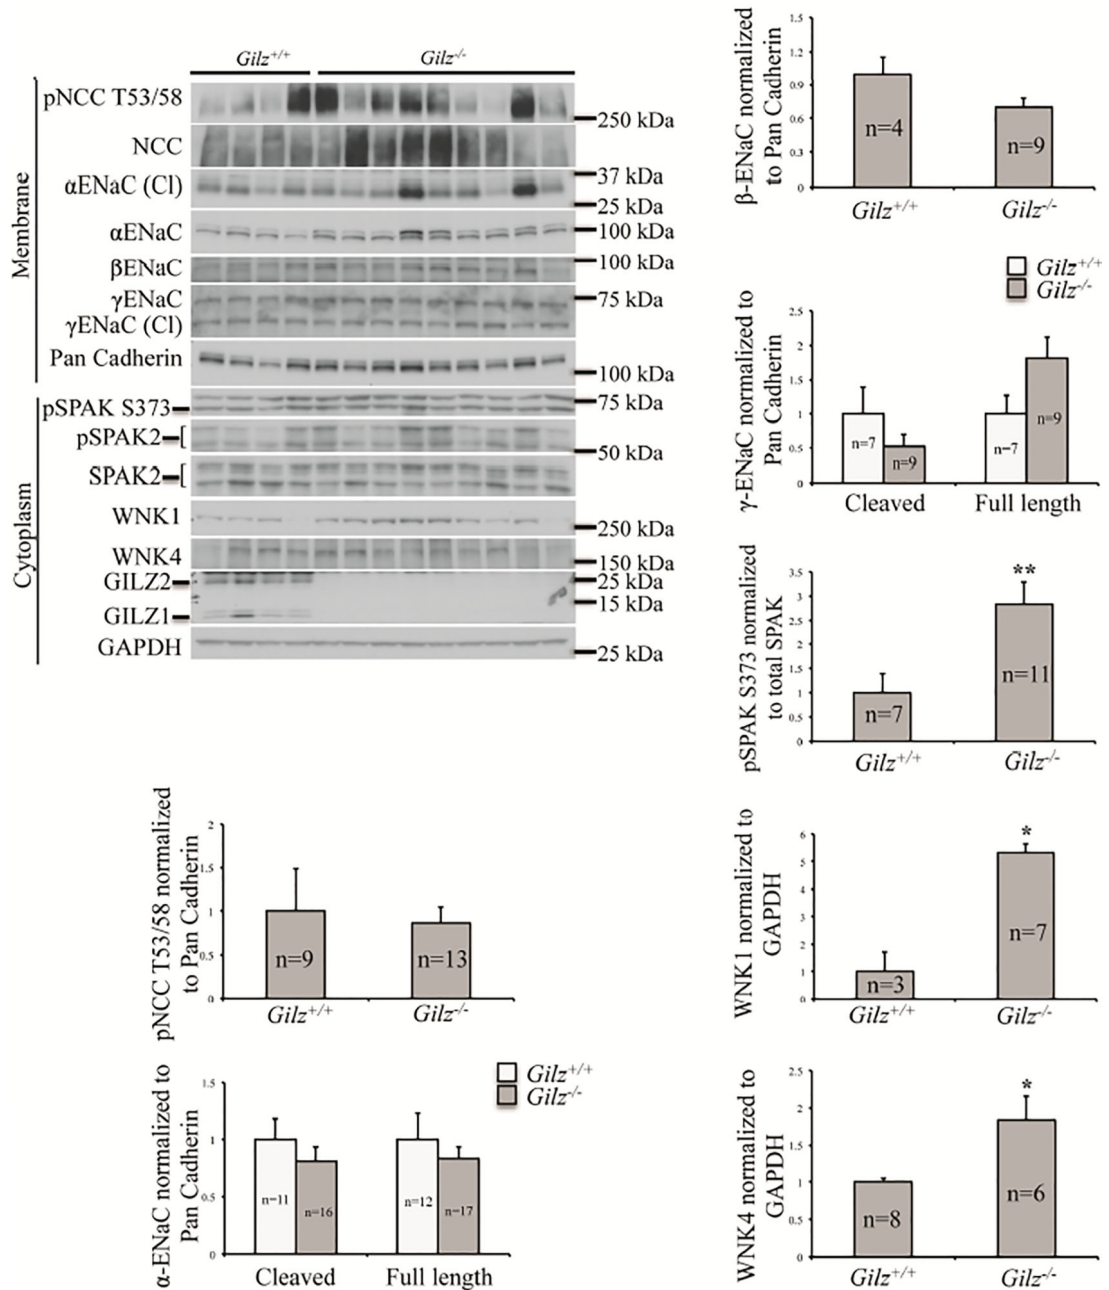 Gilz+/+ Gilz-/-
Membrane
pNCC T53/58
250 kDa
NCC
αENaC (Cl)
37 kDa
25 kDa
αENaC
100 kDa
βENaC
100 kDa
γENaC
75 kDa
γENaC (Cl)
Pan Cadherin
100 kDa
Cytoplasm
pSPAK S373
75 kDa
pSPAK2
50 kDa
SPAK2
WNK1
250 kDa
WNK4
150 kDa
GILZ2
25 kDa
15 kDa
GILZ1
GAPDH
25 kDa
β-ENaC normalized
to Pan Cadherin
1.5
1.2
0.9
0.6
0.3
0
n=4
n=9
Gilz+/+ Gilz-/-
Gilz+/+
Gilz-/-
γ-ENaC normalized to
Pan Cadherin
2.5
2
1.5
1
0.5
0
n=7
n=9
n=7
n=9
Cleaved Full length
pSPAK S373 normalized
to total SPAK
3.5
3
2.5
2
1.5
1
0.5
0
**
n=7
n=11
Gilz+/+ Gilz-/-
pNCC T53/58 normalized
to Pan Cadherin
2
1.5
1
0.5
0
n=9
n=13
Gilz+/+ Gilz-/-
WNK1 normalized to
GAPDH
6
5
4
3
2
1
0
*
n=3
n=7
Gilz+/+ Gilz-/-
Gilz+/+
Gilz-/-
α-ENaC normalized to
Pan Cadherin
1.5
1
0.5
0
n=11
n=16
n=12
n=17
Cleaved Full length
WNK4 normalized to
GAPDH
2.5
2
1.5
1
0.5
0
*
n=8
n=6
Gilz+/+ Gilz-/-